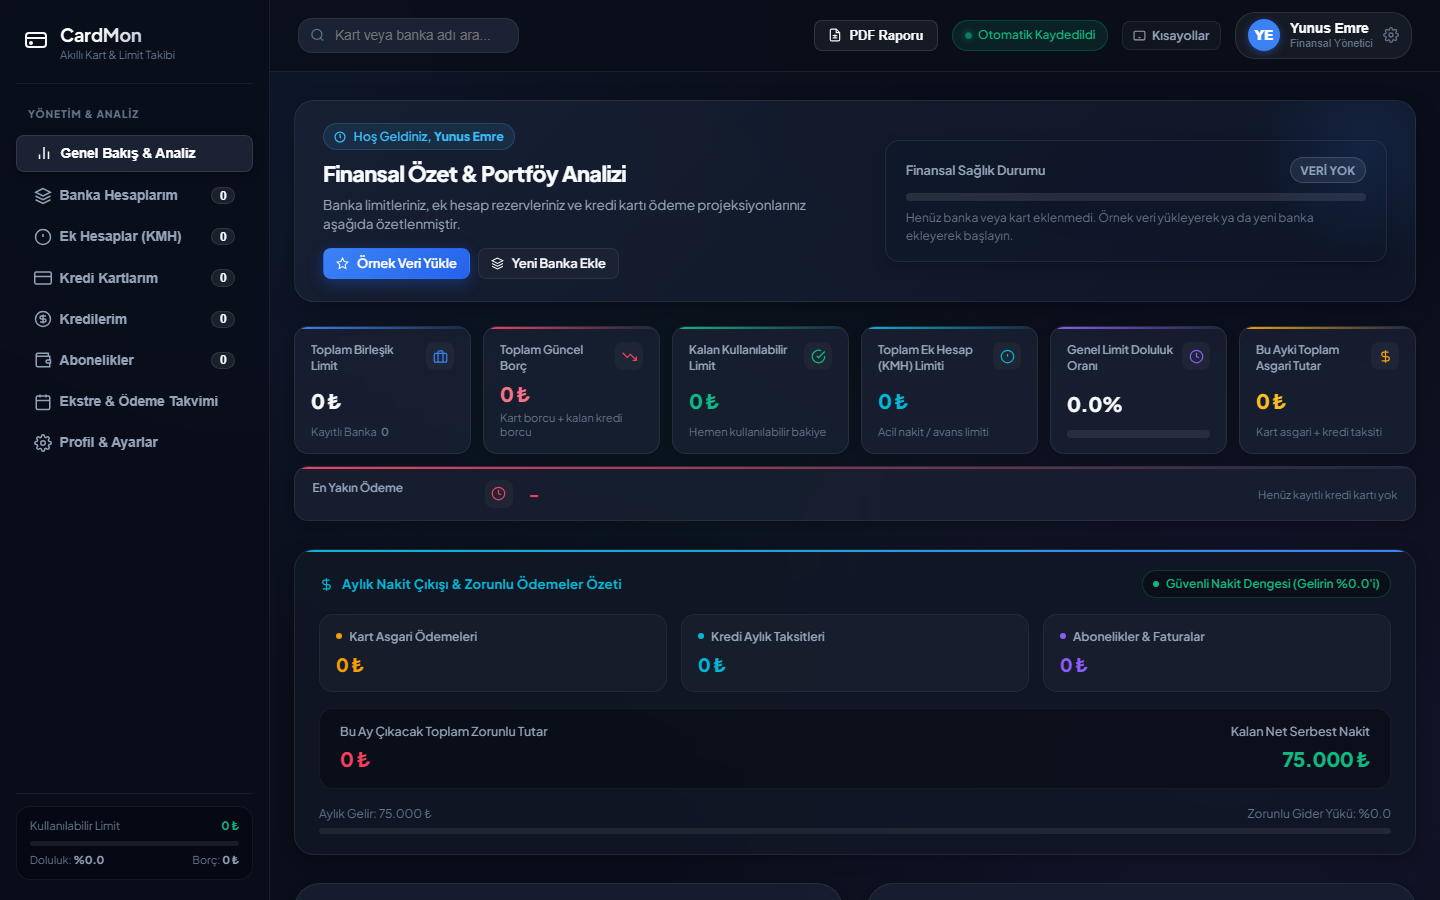 CardMon
Akıllı Kart & Limit Takibi
YÖNETİM & ANALİZ
Genel Bakış & Analiz
Banka Hesaplarım 0
Ek Hesaplar (KMH) 0
Kredi Kartlarım 0
Kredilerim 0
Abonelikler 0
Ekstre & Ödeme Takvimi
Profil & Ayarlar
Kullanılabilir Limit 0 ₺
Doluluk: %0.0 Borç: 0 ₺
Kart veya banka adı ara...
PDF Raporu
Otomatik Kaydedildi
Kısayollar
YE
Yunus Emre
Finansal Yönetici
Hoş Geldiniz, Yunus Emre
Finansal Özet & Portföy Analizi
Banka limitleriniz, ek hesap rezervleriniz ve kredi kartı ödeme projeksiyonlarınız
aşağıda özetlenmiştir.
Örnek Veri Yükle
Yeni Banka Ekle
Finansal Sağlık Durumu
VERİ YOK
Henüz banka veya kart eklenmedi. Örnek veri yükleyerek ya da yeni banka
ekleyerek başlayın.
Toplam Birleşik
Limit
0 ₺
Kayıtlı Banka 0
Toplam Güncel
Borç
0 ₺
Kart borcu + kalan kredi
borcu
Kalan Kullanılabilir
Limit
0 ₺
Hemen kullanılabilir bakiye
Toplam Ek Hesap
(KMH) Limiti
0 ₺
Acil nakit / avans limiti
Genel Limit Doluluk
Oranı
0.0%
Bu Ayki Toplam
Asgari Tutar
0 ₺
Kart asgari + kredi taksiti
En Yakın Ödeme
–
Henüz kayıtlı kredi kartı yok
Aylık Nakit Çıkışı & Zorunlu Ödemeler Özeti
Güvenli Nakit Dengesi (Gelirin %0.0'i)
Kart Asgari Ödemeleri
0 ₺
Kredi Aylık Taksitleri
0 ₺
Abonelikler & Faturalar
0 ₺
Bu Ay Çıkacak Toplam Zorunlu Tutar
0 ₺
Kalan Net Serbest Nakit
75.000 ₺
Aylık Gelir: 75.000 ₺
Zorunlu Gider Yükü: %0.0